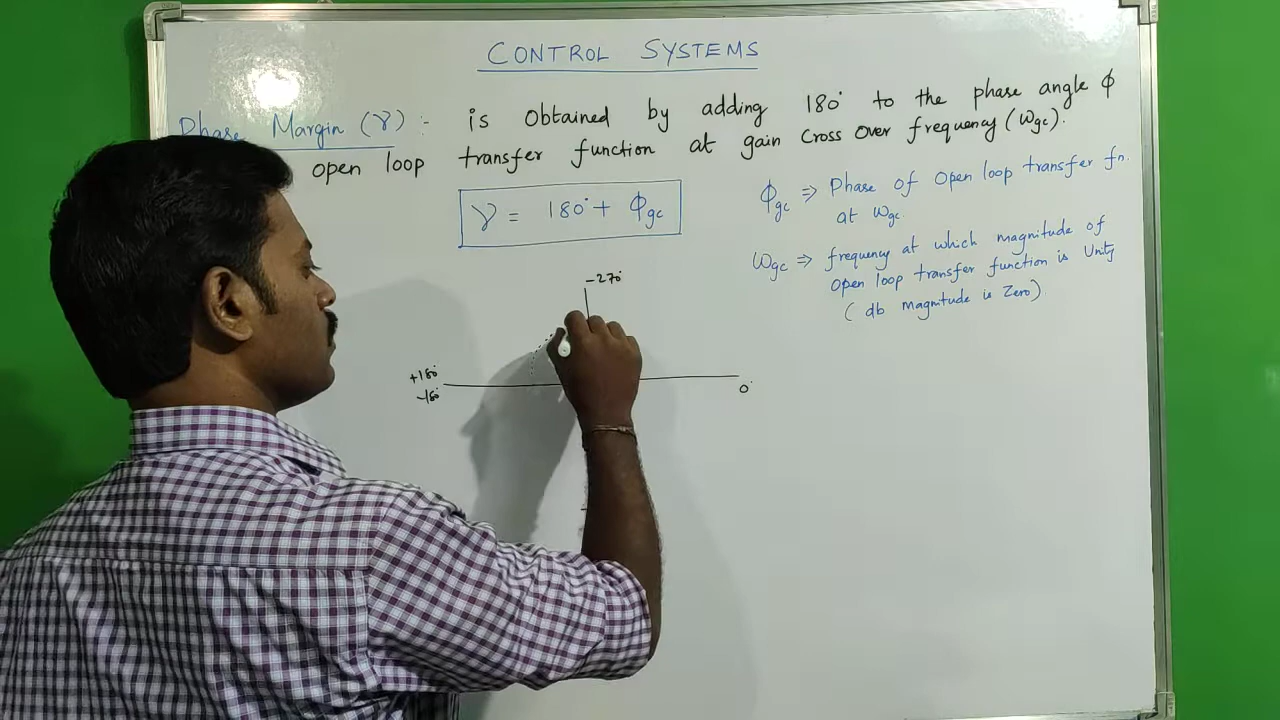 CONTROL SYSTEMS
Phase Margin (γ) :- is obtained by adding 180° to the phase angle ϕ
open loop transfer function at gain Cross Over frequency (ωgc).
γ = 180° + ϕgc
ϕgc ⇒ Phase of Open loop transfer fn.
at ωgc.
ωgc ⇒ frequency at which magnitude of
open loop transfer function is Unity
( db magnitude is Zero)
-270°
+180°
-180°
0°